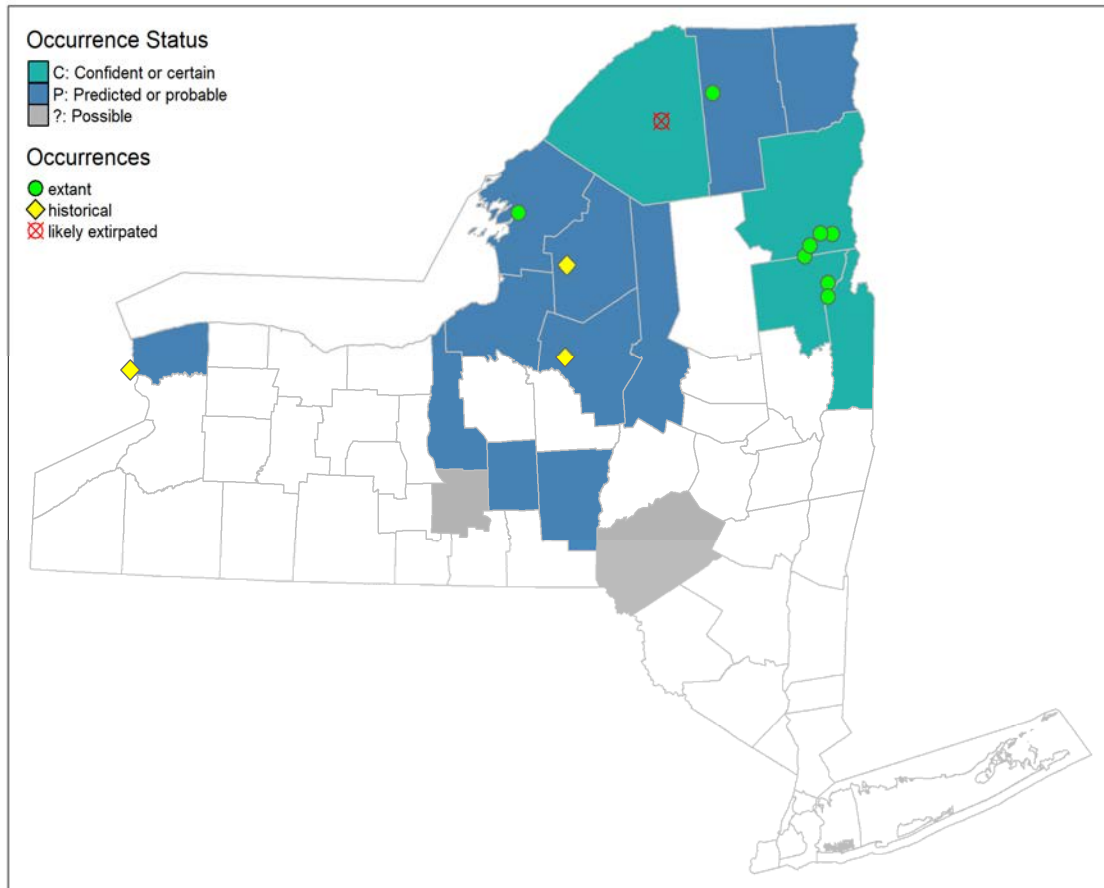 Occurrence Status
C: Confident or certain
P: Predicted or probable
?: Possible
Occurrences
extant
historical
likely extirpated